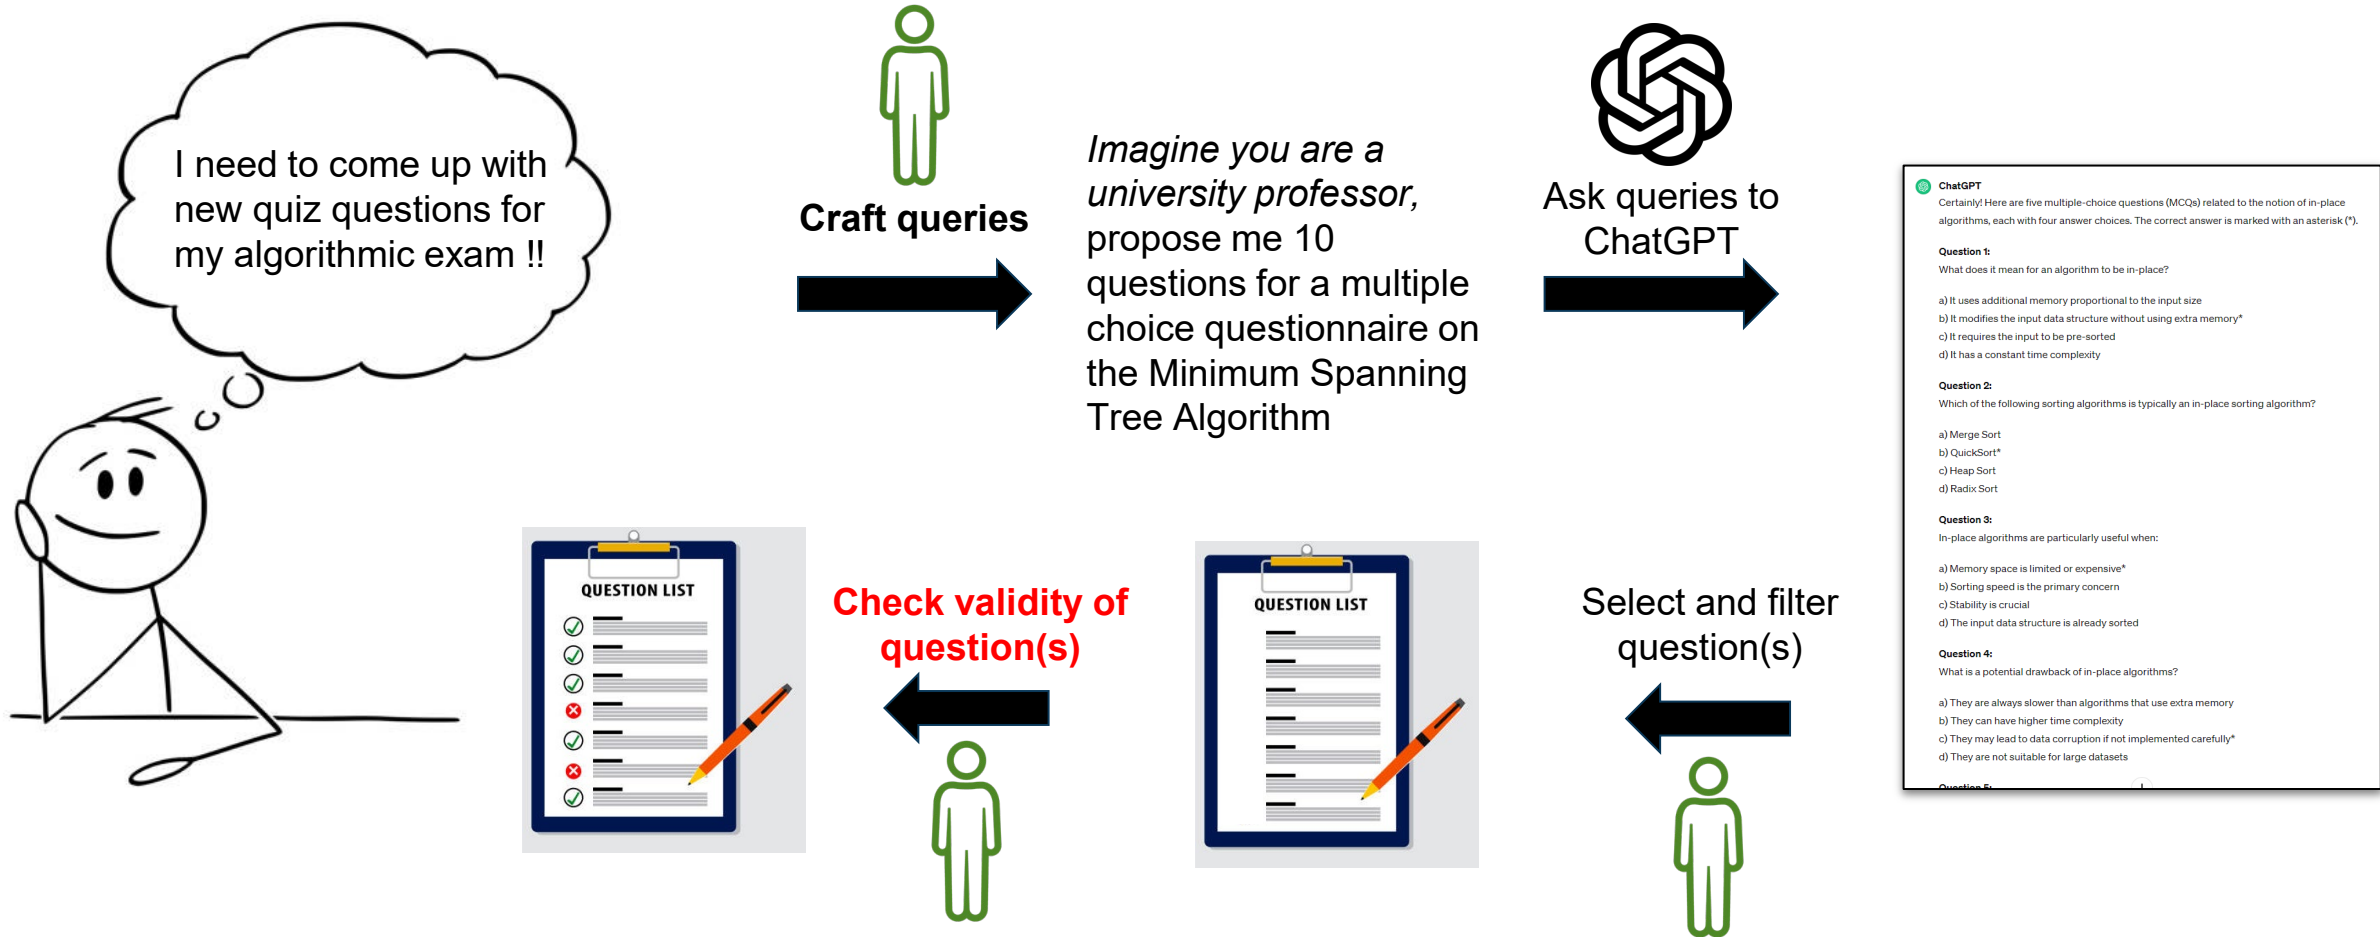 I need to come up with
new quiz questions for
my algorithmic exam !!
Craft queries
Imagine you are a
university professor,
propose me 10
questions for a multiple
choice questionnaire on
the Minimum Spanning
Tree Algorithm
Ask queries to
ChatGPT
ChatGPT
Certainly! Here are five multiple-choice questions (MCQs) related to the notion of in-place
algorithms, each with four answer choices. The correct answer is marked with an asterisk (*).
Question 1:
What does it mean for an algorithm to be in-place?
a) It uses additional memory proportional to the input size
b) It modifies the input data structure without using extra memory*
c) It requires the input to be pre-sorted
d) It has a constant time complexity
Question 2:
Which of the following sorting algorithms is typically an in-place sorting algorithm?
a) Merge Sort
b) QuickSort*
c) Heap Sort
d) Radix Sort
Question 3:
In-place algorithms are particularly useful when:
a) Memory space is limited or expensive*
b) Sorting speed is the primary concern
c) Stability is crucial
d) The input data structure is already sorted
Question 4:
What is a potential drawback of in-place algorithms?
a) They are always slower than algorithms that use extra memory
b) They can have higher time complexity
c) They may lead to data corruption if not implemented carefully*
d) They are not suitable for large datasets
Question 5:
Select and filter
question(s)
QUESTION LIST
Check validity of
question(s)
QUESTION LIST